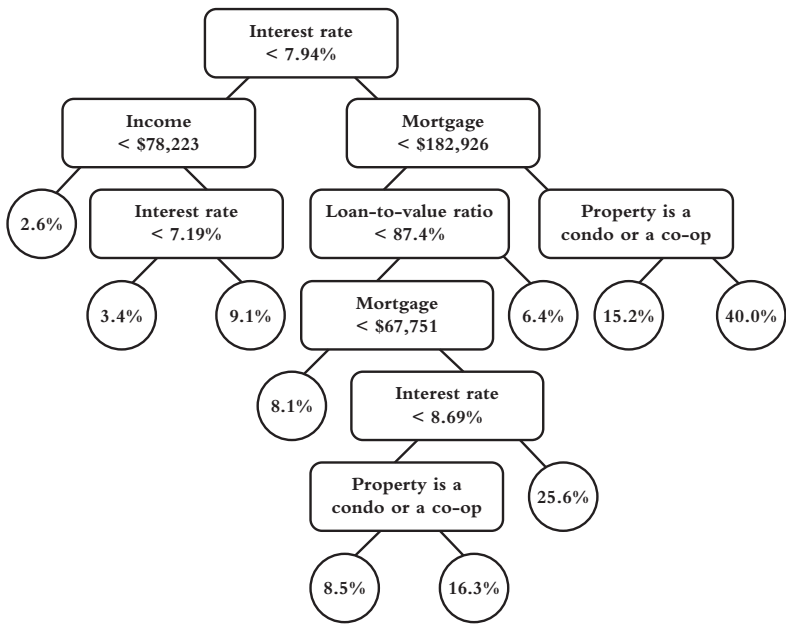 Interest rate
< 7.94%
Income
< $78,223
Mortgage
< $182,926
2.6%
Interest rate
< 7.19%
Loan-to-value ratio
< 87.4%
Property is a
condo or a co-op
3.4%
9.1%
Mortgage
< $67,751
6.4%
15.2%
40.0%
8.1%
Interest rate
< 8.69%
Property is a
condo or a co-op
25.6%
8.5%
16.3%